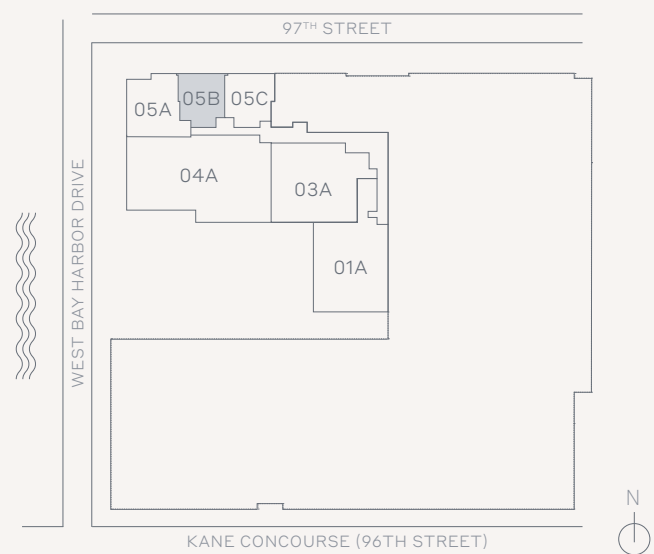 97TH STREET
05A
05B
05C
04A
03A
01A
WEST BAY HARBOR DRIVE
N
KANE CONCOURSE (96TH STREET)